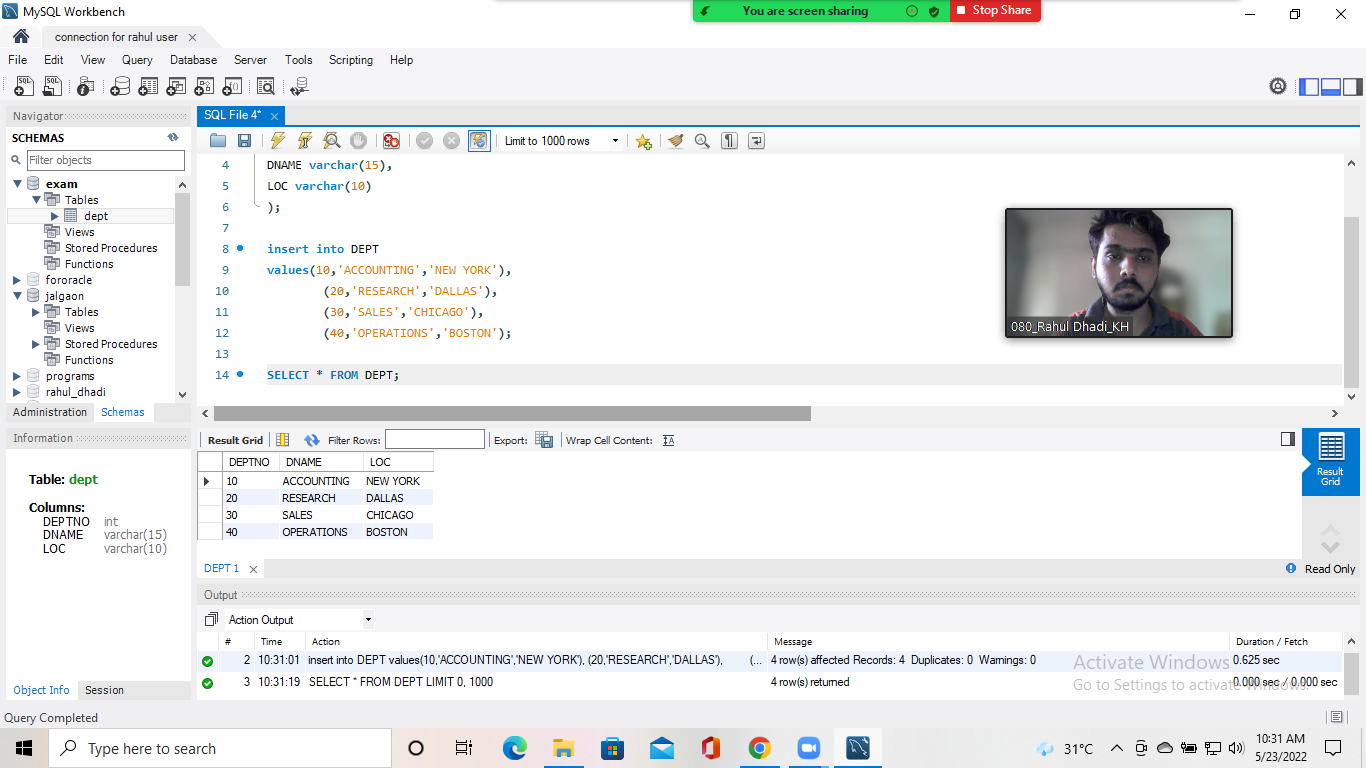 MySQL Workbench
You are screen sharing
Stop Share
connection for rahul user
File Edit View Query Database Server Tools Scripting Help
Navigator
SCHEMAS
Filter objects
exam
Tables
dept
Views
Stored Procedures
Functions
fororacle
jalgaon
Tables
Views
Stored Procedures
Functions
programs
rahul_dhadi
Administration Schemas
Information
Table: dept
Columns:
DEPTNO int
DNAME varchar(15)
LOC varchar(10)
Object Info Session
SQL File 4*
Limit to 1000 rows
4 DNAME varchar(15),
5 LOC varchar(10)
6 );
7
8 insert into DEPT
9 values(10,'ACCOUNTING','NEW YORK'),
10 (20,'RESEARCH','DALLAS'),
11 (30,'SALES','CHICAGO'),
12 (40,'OPERATIONS','BOSTON');
13
14 SELECT * FROM DEPT;
080_Rahul Dhadi_KH
Result Grid Filter Rows: Export: Wrap Cell Content:
DEPTNO DNAME LOC
10 ACCOUNTING NEW YORK
20 RESEARCH DALLAS
30 SALES CHICAGO
40 OPERATIONS BOSTON
Result
Grid
DEPT 1
Read Only
Output
Action Output
# Time Action Message Duration / Fetch
2 10:31:01 insert into DEPT values(10,'ACCOUNTING','NEW YORK'), (20,'RESEARCH','DALLAS'), (... 4 row(s) affected Records: 4 Duplicates: 0 Warnings: 0 0.625 sec
3 10:31:19 SELECT * FROM DEPT LIMIT 0, 1000 4 row(s) returned 0.000 sec / 0.000 sec
Activate Windows
Go to Settings to activate Windows.
Query Completed
Type here to search
31°C
10:31 AM
5/23/2022